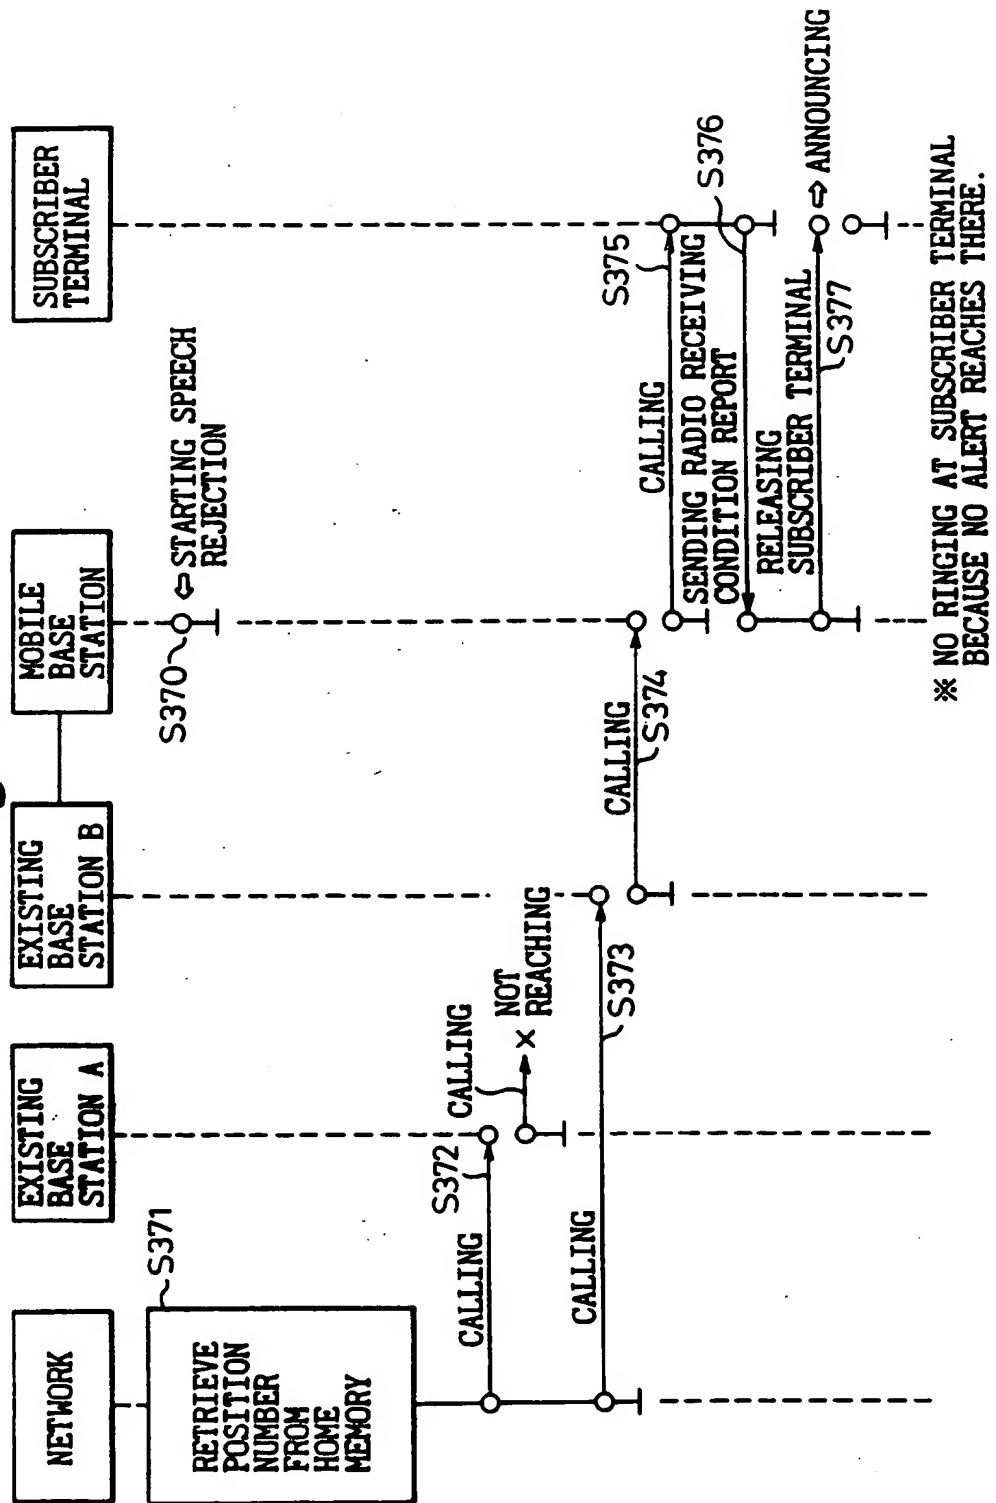 NETWORK
EXISTING
BASE
STATION A
EXISTING
BASE
STATION B
MOBILE
BASE
STATION
SUBSCRIBER
TERMINAL
S370
⇦ STARTING SPEECH
REJECTION
S371
RETRIEVE
POSITION
NUMBER
FROM
HOME
MEMORY
CALLING
S372
CALLING
× NOT
REACHING
CALLING
S373
CALLING
S374
CALLING
S375
SENDING RADIO RECEIVING
CONDITION REPORT
S376
RELEASING
SUBSCRIBER TERMINAL
S377
⇨ ANNOUNCING
※ NO RINGING AT SUBSCRIBER TERMINAL
BECAUSE NO ALERT REACHES THERE.